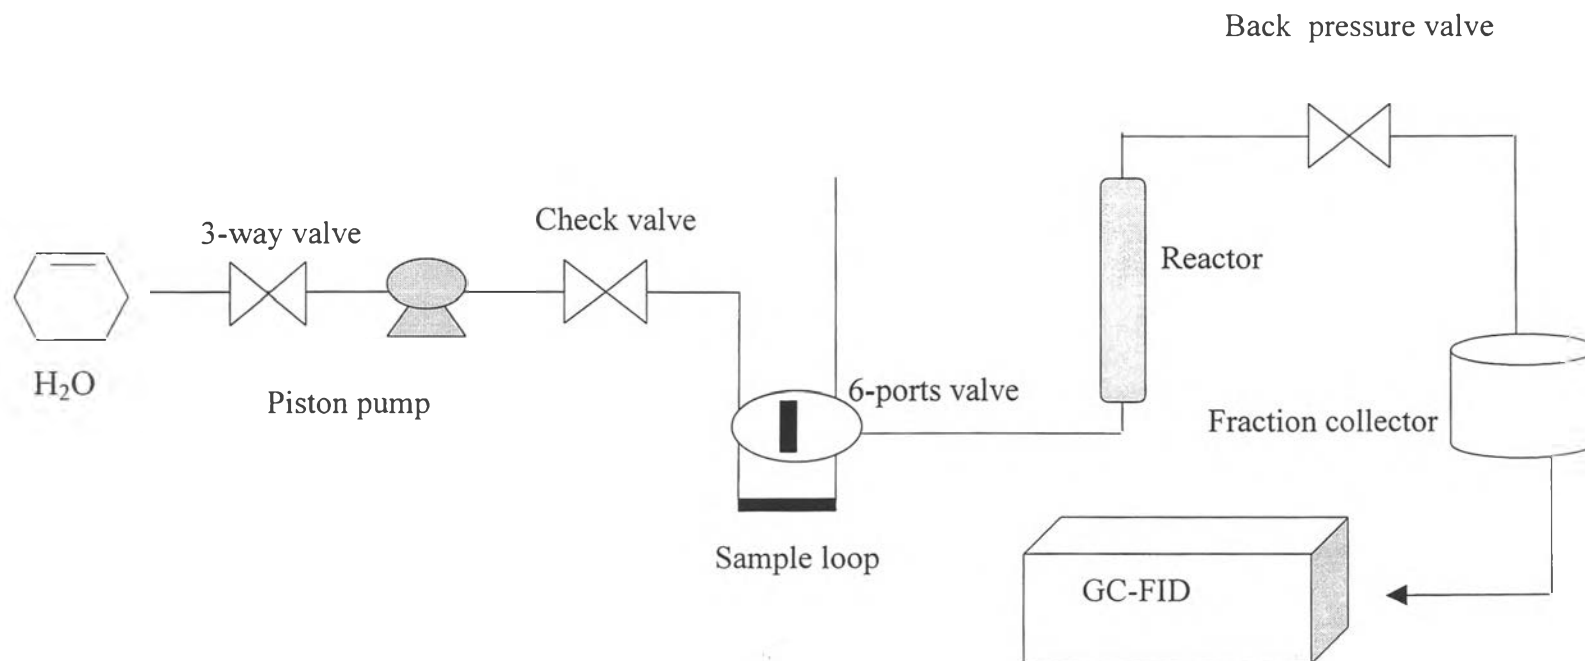 Back pressure valve
3-way valve
Check valve
Reactor
H₂O
Piston pump
6-ports valve
Fraction collector
Sample loop
GC-FID